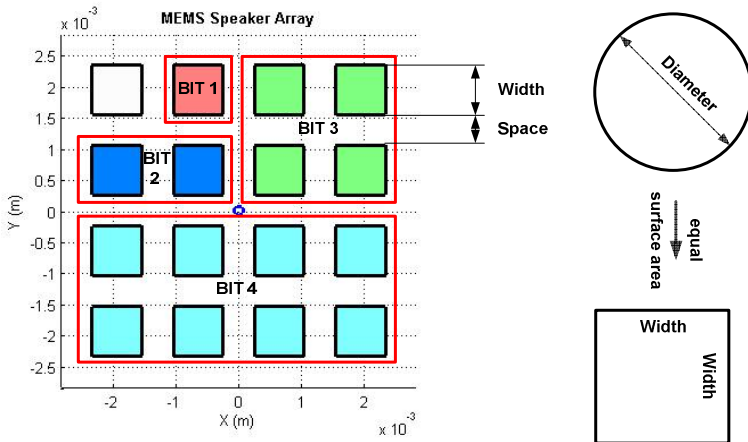 x 10⁻³
MEMS Speaker Array
2.5
2
1.5
1
0.5
0
-0.5
-1
-1.5
-2
-2.5
Y (m)
BIT 1
BIT 3
BIT
2
BIT 4
-2
-1
0
1
2
X (m)
x 10⁻³
Width
Space
Diameter
equal
surface area
Width
Width